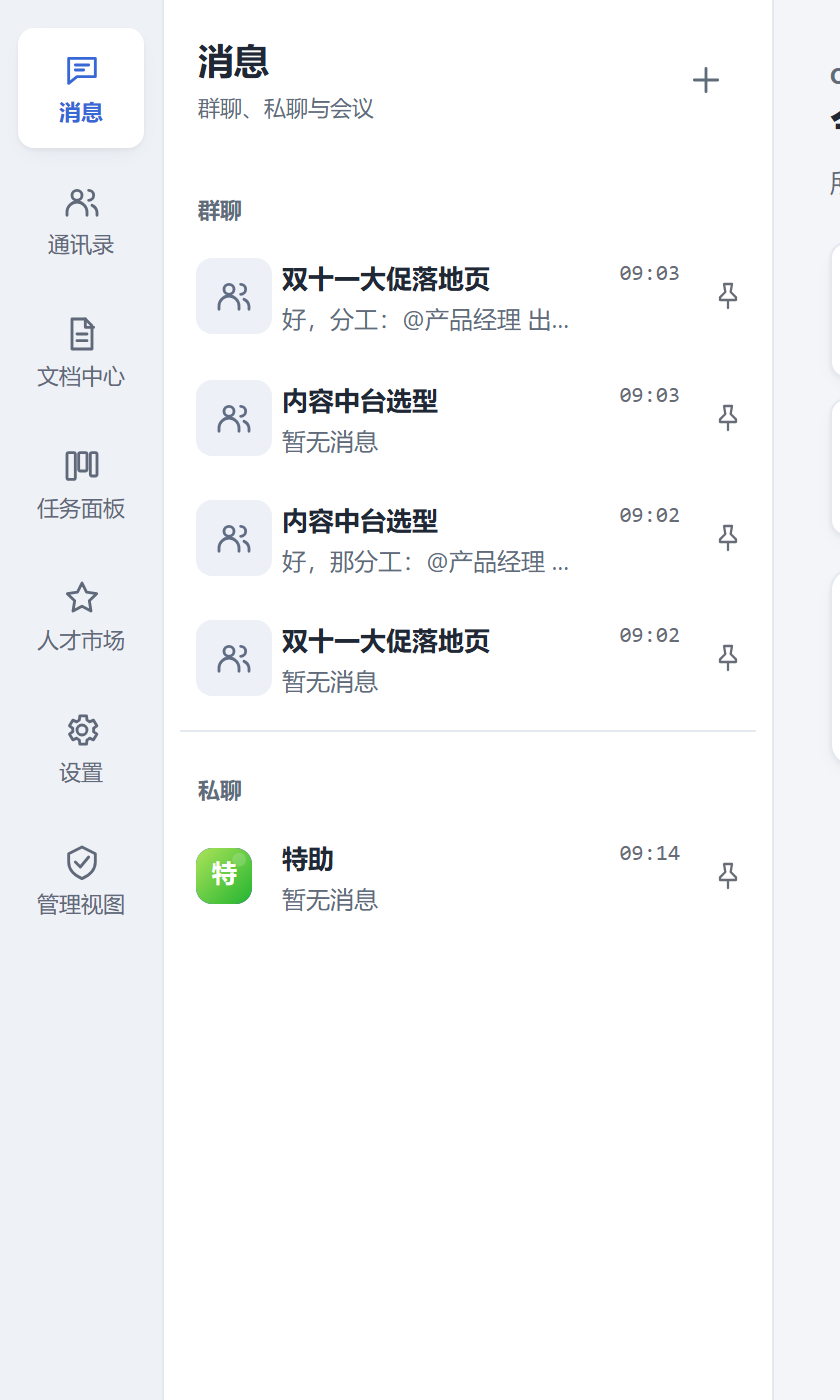 消息
通讯录
文档中心
任务面板
人才市场
设置
管理视图
消息
群聊、私聊与会议
群聊
双十一大促落地页
09:03
好，分工：@产品经理 出...
内容中台选型
09:03
暂无消息
内容中台选型
09:02
好，那分工：@产品经理 ...
双十一大促落地页
09:02
暂无消息
私聊
特
特助
09:14
暂无消息